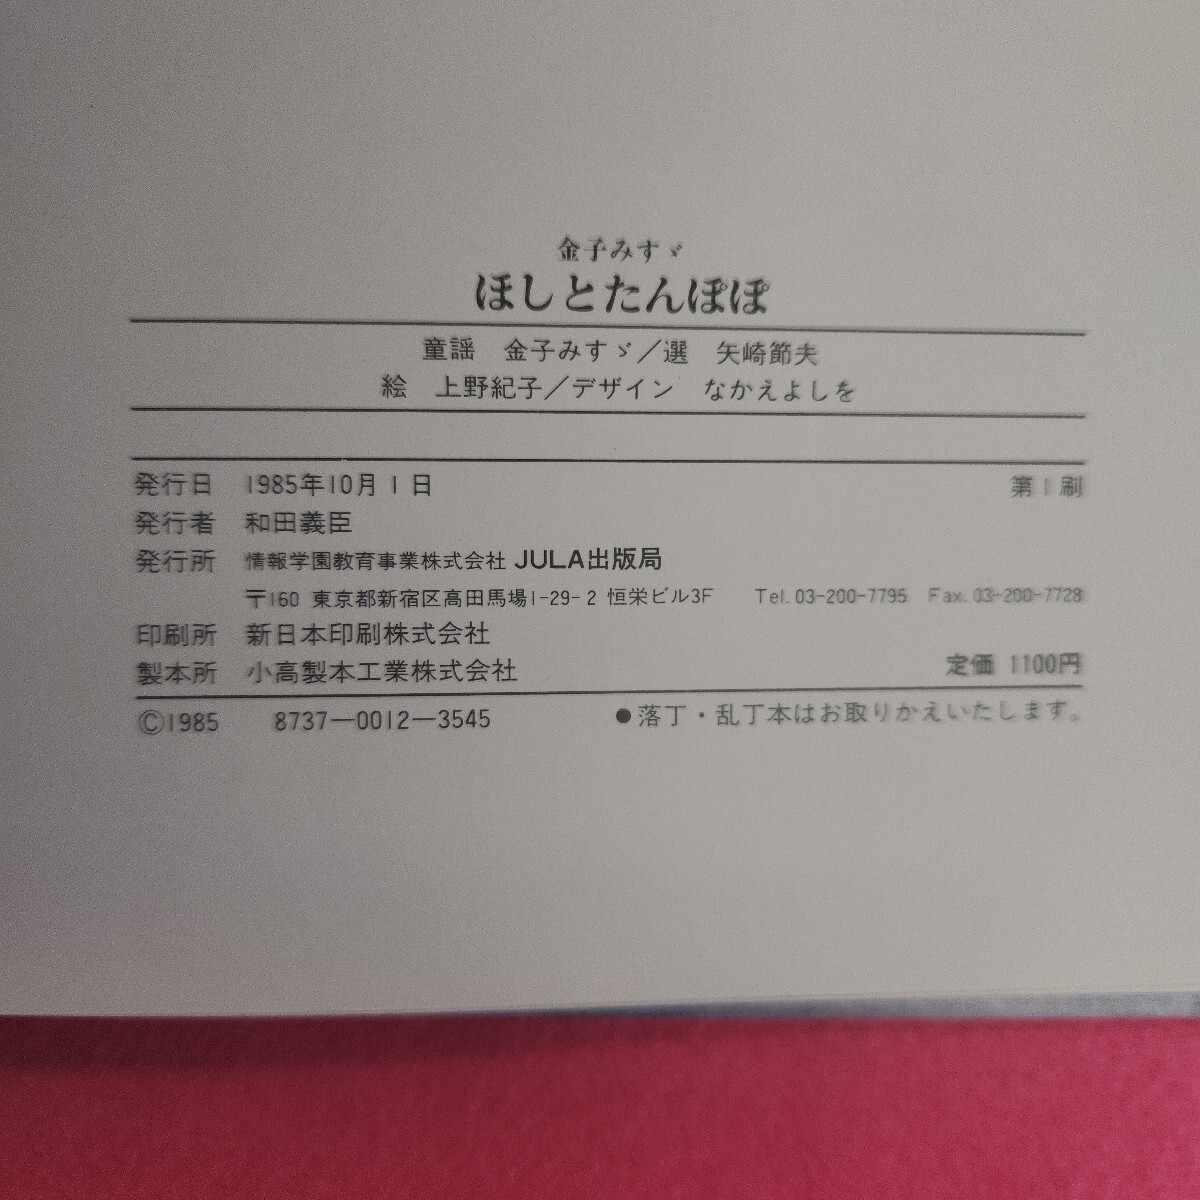 金子みすゞ
ほしとたんぽぽ
童謡　金子みすゞ／選　矢崎節夫
絵　上野紀子／デザイン　なかえよしを
発行日　1985年10月1日　第1刷
発行者　和田義臣
発行所　情報学園教育事業株式会社 JULA出版局
〒160 東京都新宿区高田馬場1-29-2 恒栄ビル3F　Tel. 03-200-7795　Fax. 03-200-7728
印刷所　新日本印刷株式会社
製本所　小高製本工業株式会社　定価 1100円
©1985　8737—0012—3545　●落丁・乱丁本はお取りかえいたします。